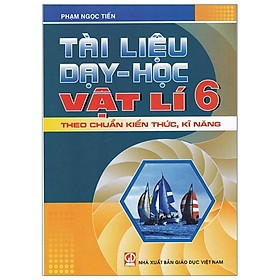 PHẠM NGỌC TIẾN
TÀI LIỆU
DẠY-HỌC
VẬT LÍ 6
THEO CHUẨN KIẾN THỨC, KĨ NĂNG
NHÀ XUẤT BẢN GIÁO DỤC VIỆT NAM